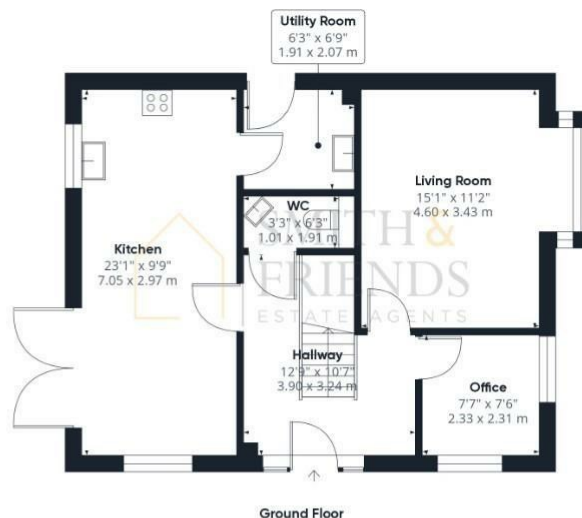 Utility Room
6'3" x 6'9"
1.91 x 2.07 m
Living Room
15'1" x 11'2"
4.60 x 3.43 m
WC
3'3" x 6'3"
1.01 x 1.91 m
SMITH &
FRIENDS
ESTATE AGENTS
Kitchen
23'1" x 9'9"
7.05 x 2.97 m
Hallway
12'9" x 10'7"
3.90 x 3.24 m
Office
7'7" x 7'6"
2.33 x 2.31 m
Ground Floor